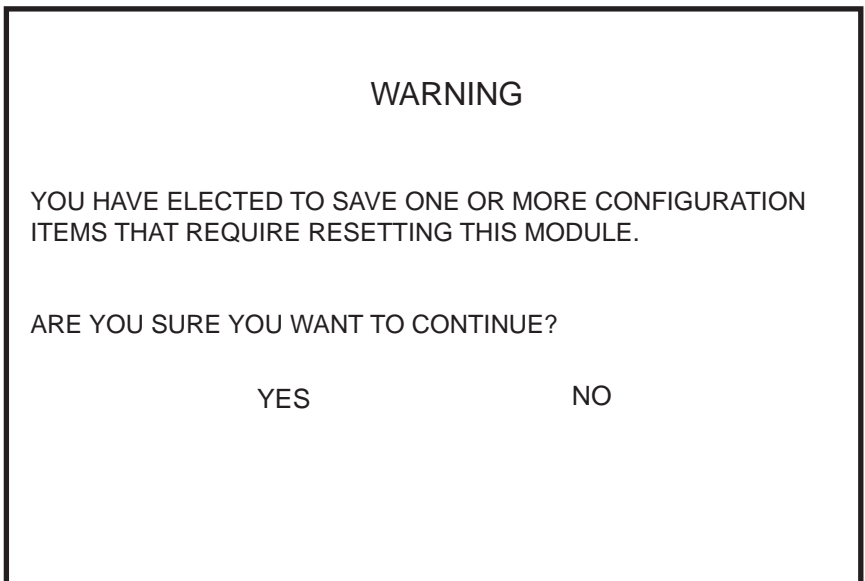 WARNING
YOU HAVE ELECTED TO SAVE ONE OR MORE CONFIGURATION
ITEMS THAT REQUIRE RESETTING THIS MODULE.
ARE YOU SURE YOU WANT TO CONTINUE?
YES NO